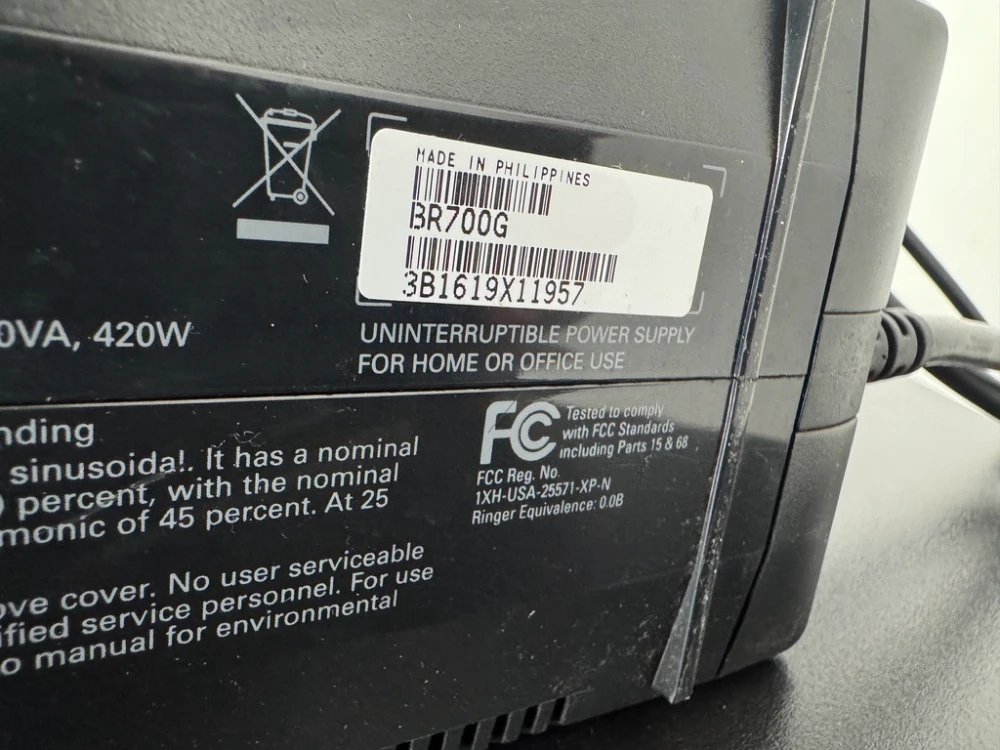 MADE IN PHILIPPINES
BR700G
3B1619X11957
0VA, 420W
UNINTERRUPTIBLE POWER SUPPLY
FOR HOME OR OFFICE USE
FC
Tested to comply
with FCC Standards
including Parts 15 & 68
FCC Reg. No.
1XH-USA-25571-XP-N
Ringer Equivalence: 0.0B
nding
sinusoidal. It has a nominal
percent, with the nominal
monic of 45 percent. At 25
ove cover. No user serviceable
ified service personnel. For use
o manual for environmental